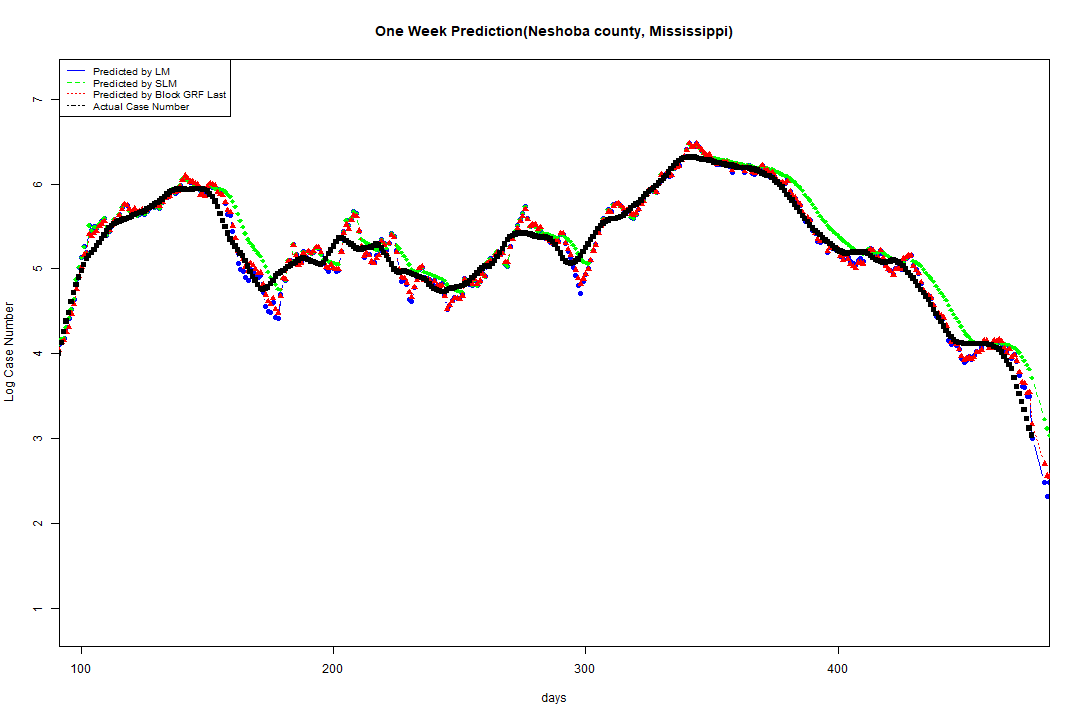 One Week Prediction(Neshoba county, Mississippi)
Predicted by LM
Predicted by SLM
Predicted by Block GRF Last
Actual Case Number
7
6
5
4
3
2
1
Log Case Number
100 200 300 400
days